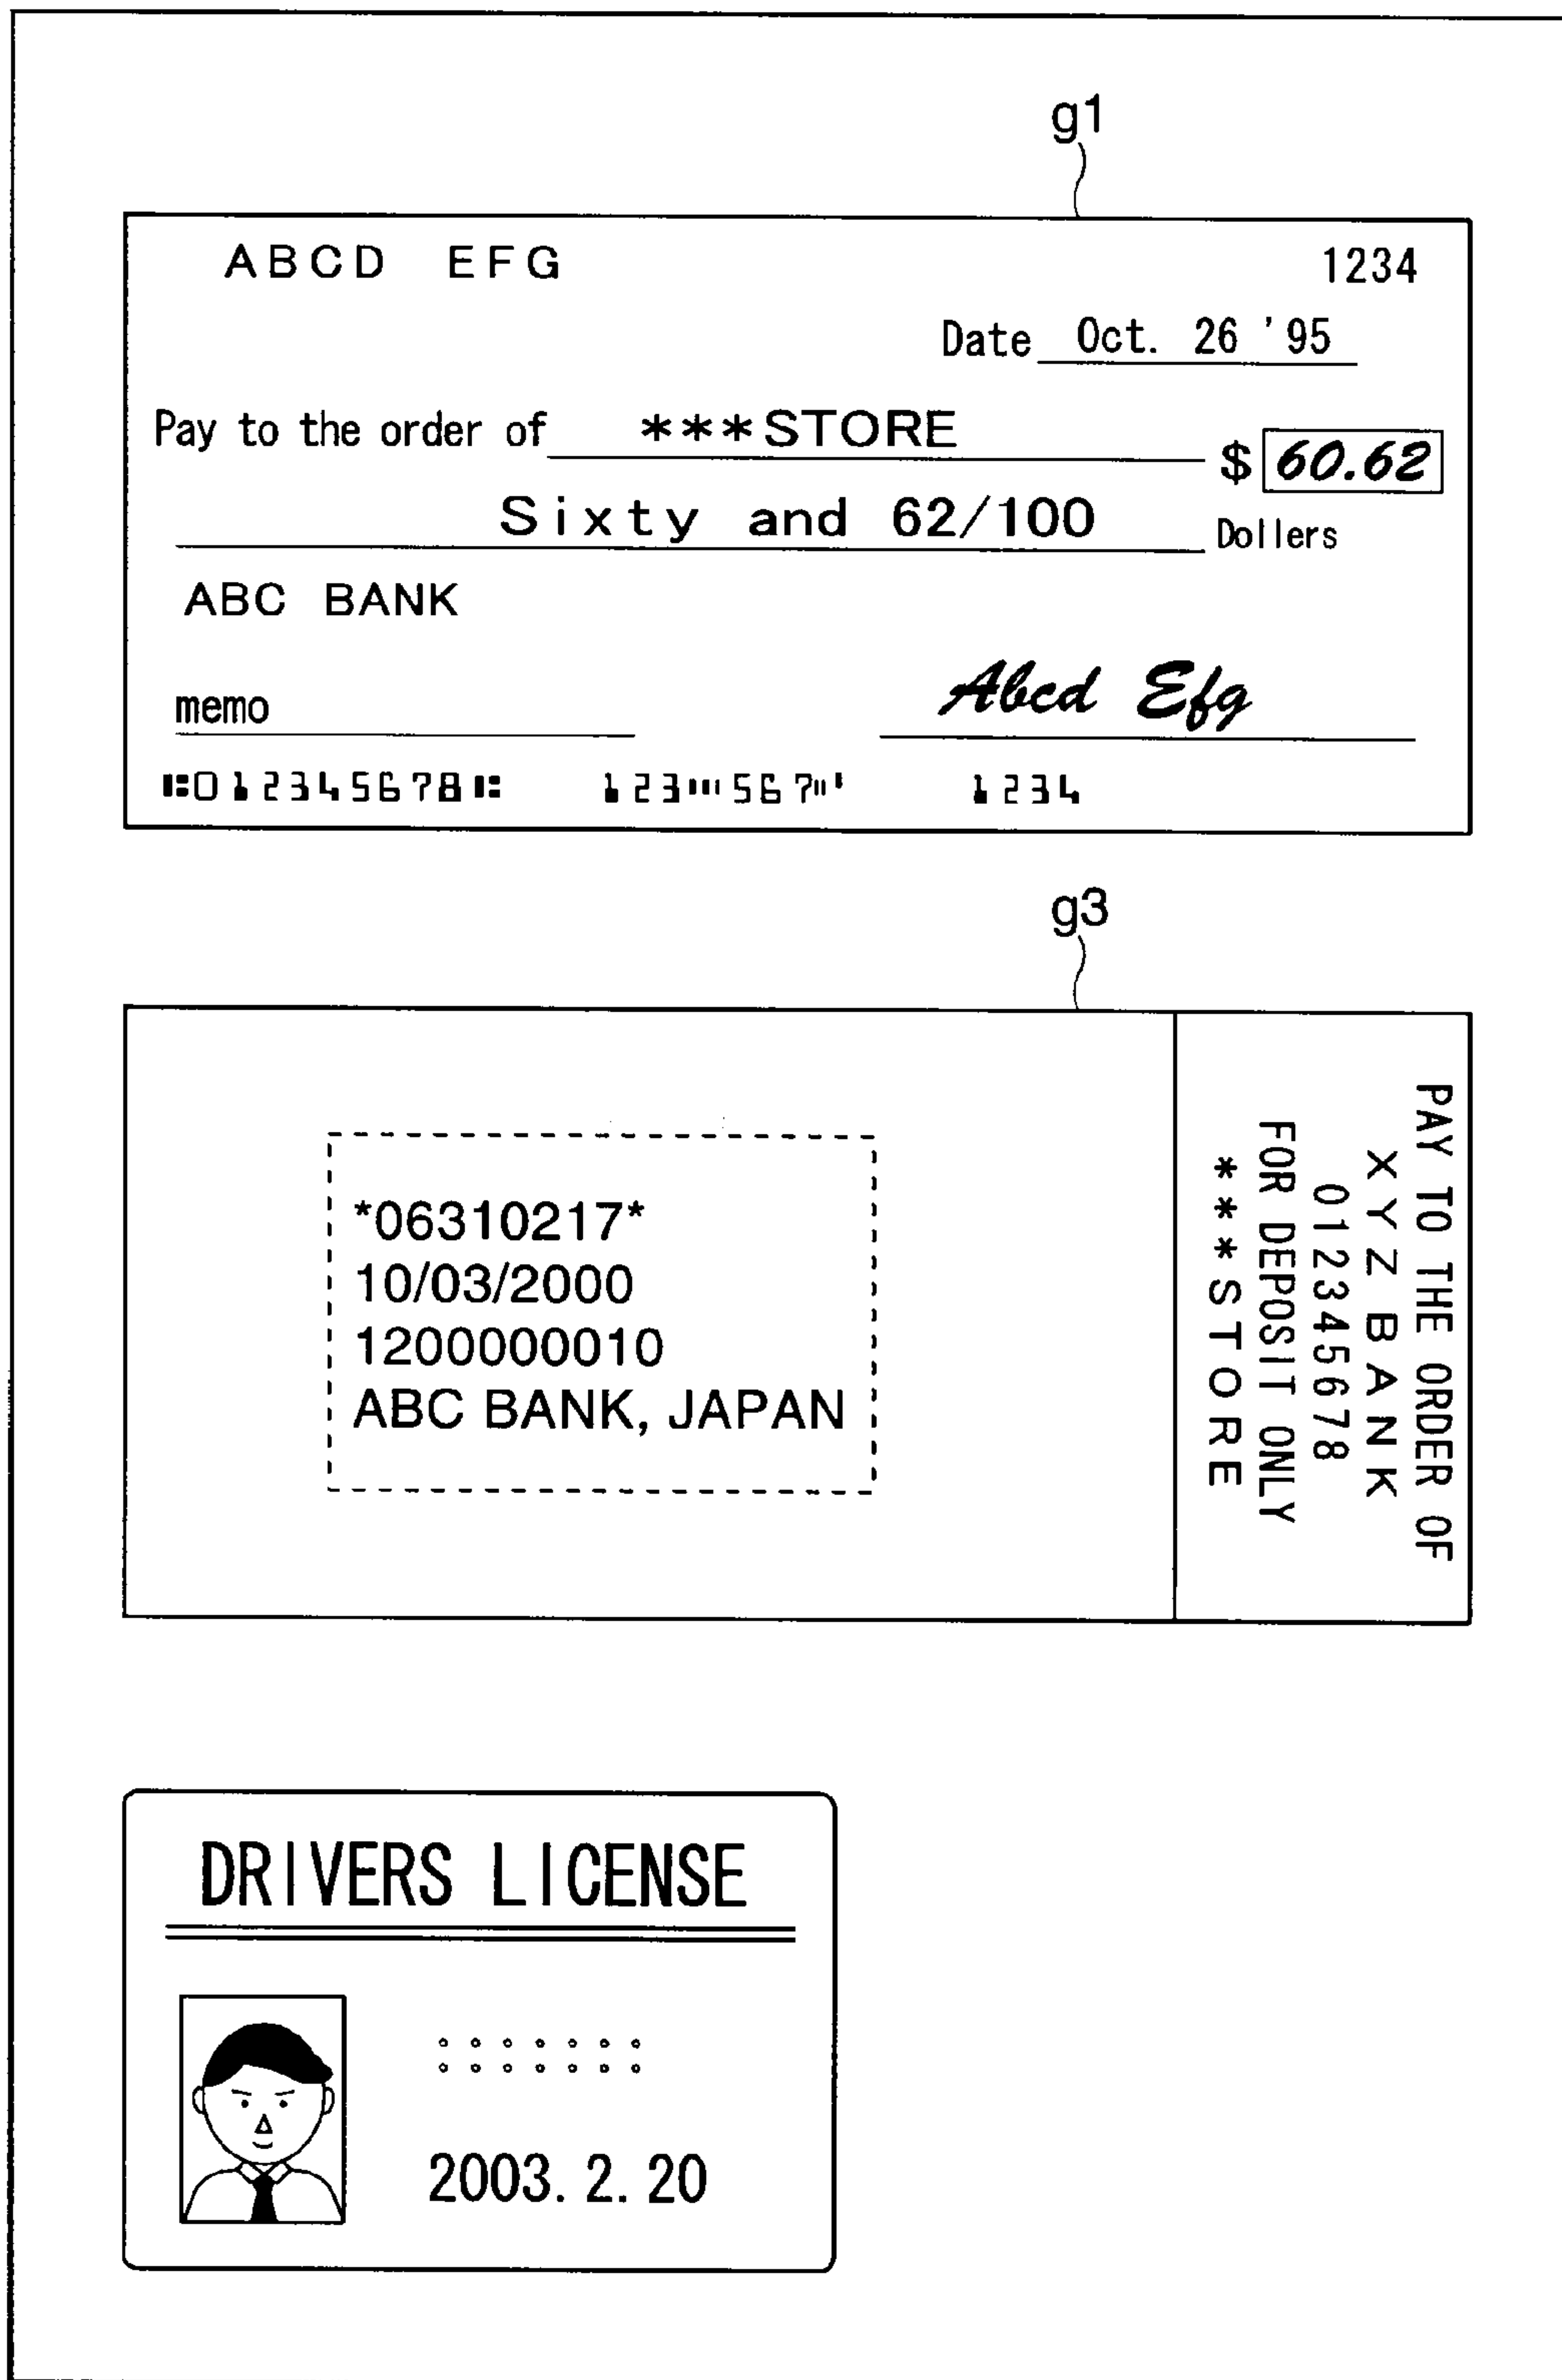 g1
ABCD EFG 1234
Date Oct. 26 '95
Pay to the order of ***STORE
$ 60.62
Sixty and 62/100 Dollers
ABC BANK
Abcd Efg
memo
⑆012345678⑆ 123⑉567⑈ 1234
g3
*06310217*
10/03/2000
1200000010
ABC BANK, JAPAN
PAY TO THE ORDER OF
XYZ BANK
012345678
FOR DEPOSIT ONLY
***STORE
DRIVERS LICENSE
2003. 2. 20